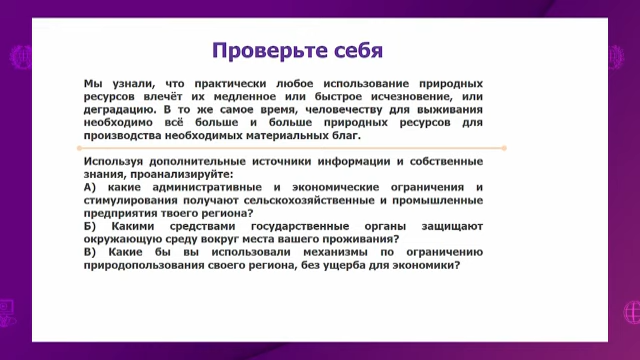 Проверьте себя
Мы узнали, что практически любое использование природных
ресурсов влечёт их медленное или быстрое исчезновение, или
деградацию. В то же самое время, человечеству для выживания
необходимо всё больше и больше природных ресурсов для
производства необходимых материальных благ.
Используя дополнительные источники информации и собственные
знания, проанализируйте:
А) какие административные и экономические ограничения и
стимулирования получают сельскохозяйственные и промышленные
предприятия твоего региона?
Б) Какими средствами государственные органы защищают
окружающую среду вокруг места вашего проживания?
В) Какие бы вы использовали механизмы по ограничению
природопользования своего региона, без ущерба для экономики?